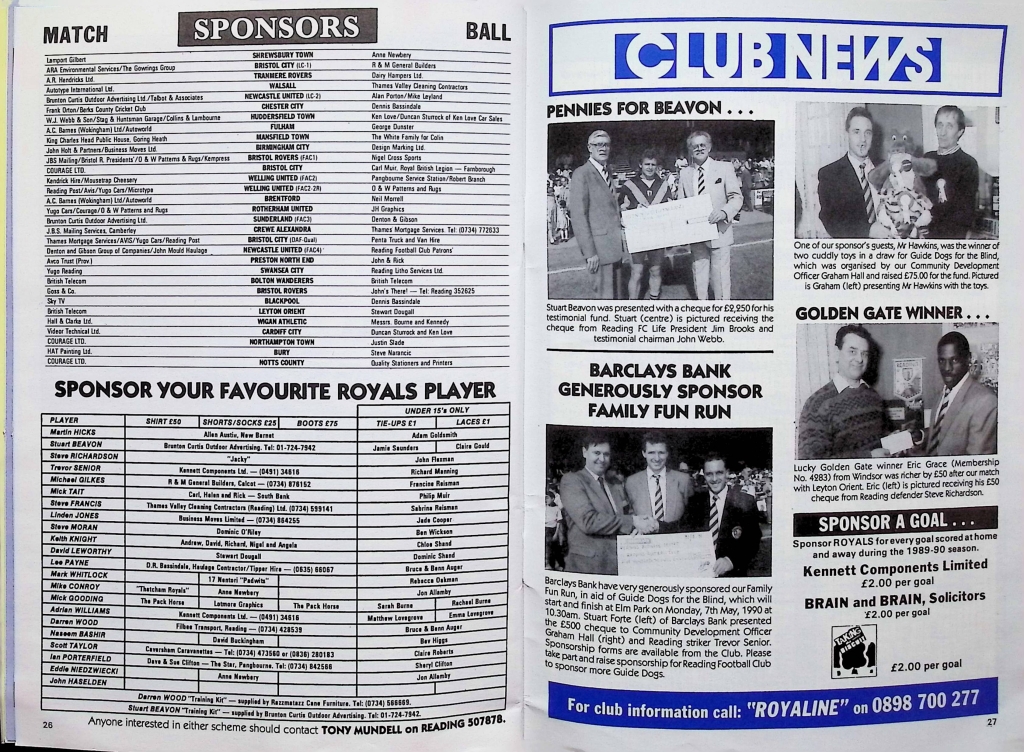 MATCH SPONSORS BALL
Lamport Gilbert SHREWSBURY TOWN Anne Newbery
ARA Environmental Services/The Gowrings Group BRISTOL CITY (LC-1) R & M General Builders
A.R. Hendricks Ltd. TRANMERE ROVERS Dairy Hampers Ltd.
Autotype International Ltd. WALSALL Thames Valley Cleaning Contractors
Brunton Curtis Outdoor Advertising Ltd./Talbot & Associates NEWCASTLE UNITED (LC-2) Alan Porton/Mike Leyland
Frank Orton/Berks County Cricket Club CHESTER CITY Dennis Bassindale
W.J. Webb & Son/Stag & Huntsman Garage/Collins & Lambourne HUDDERSFIELD TOWN Ken Love/Duncan Sturrock of Ken Love Car Sales
A.C. Barnes (Wokingham) Ltd/Autoworld FULHAM George Dunster
King Charles Head Public House, Goring Heath MANSFIELD TOWN The White Family for Colin
John Holt & Partners/Business Moves Ltd. BIRMINGHAM CITY Design Marking Ltd.
JBS Mailing/Bristol R. Presidents'/O & W Patterns & Rugs/Kempress BRISTOL ROVERS (FAC1) Nigel Cross Sports
COURAGE LTD. BRISTOL CITY Carl Muir, Royal British Legion — Farnborough
Kendrick Hire/Mousetrap Cheesery WELLING UNITED (FAC2) Pangbourne Service Station/Robert Branch
Reading Post/Avis/Yugo Cars/Microtype WELLING UNITED (FAC2-2R) O & W Patterns and Rugs
A.C. Barnes (Wokingham) Ltd/Autoworld BRENTFORD Neil Morrell
Yugo Cars/Courage/O & W Patterns and Rugs ROTHERHAM UNITED JH Graphics
Brunton Curtis Outdoor Advertising Ltd. SUNDERLAND (FAC3) Denton & Gibson
J.B.S. Mailing Services, Camberley CREWE ALEXANDRA Thames Mortgage Services. Tel: (0734) 772633
Thames Mortgage Services/AVIS/Yugo Cars/Reading Post BRISTOL CITY (DAF-Qual) Penta Truck and Van Hire
Denton and Gibson Group of Companies/John Mould Haulage NEWCASTLE UNITED (FAC4) Reading Football Club Patrons'
Avco Trust (Prov.) PRESTON NORTH END John & Rick
Yugo Reading SWANSEA CITY Reading Litho Services Ltd.
British Telecom BOLTON WANDERERS British Telecom
Goss & Co. BRISTOL ROVERS John's There! — Tel: Reading 352625
Sky TV BLACKPOOL Dennis Bassindale
British Telecom LEYTON ORIENT Stewart Dougall
Hall & Clarke Ltd. WIGAN ATHLETIC Messrs. Bourne and Kennedy
Videor Technical Ltd. CARDIFF CITY Duncan Sturrock and Ken Love
COURAGE LTD. NORTHAMPTON TOWN Justin Slade
HAT Painting Ltd. BURY Steve Narancic
COURAGE LTD. NOTTS COUNTY Quality Stationers and Printers
SPONSOR YOUR FAVOURITE ROYALS PLAYER
UNDER 15's ONLY
PLAYER SHIRT £50 SHORTS/SOCKS £25 BOOTS £75 TIE-UPS £1 LACES £1
Martin HICKS Allen Austiv, New Barnet Adam Goldsmith
Stuart BEAVON Brunton Curtis Outdoor Advertising. Tel: 01-724-7942 Jamie Saunders Claire Gould
Steve RICHARDSON "Jacky" John Flaxman
Trevor SENIOR Kennett Components Ltd. — (0491) 34616 Richard Manning
Michael GILKES R & M General Builders, Calcot — (0734) 876152 Francine Reisman
Mick TAIT Carl, Helen and Rick — South Bank Philip Muir
Steve FRANCIS Thames Valley Cleaning Contractors (Reading) Ltd. (0734) 599141 Sabrine Reisman
Linden JONES Business Moves Limited — (0734) 864255 Jade Cooper
Steve MORAN Dominic O'Riley Ben Wickson
Keith KNIGHT Andrew, David, Richard, Nigel and Angela Chloe Shand
David LEWORTHY Stewart Dougall Dominic Shand
Lee PAYNE D.R. Bassindale, Haulage Contractor/Tipper Hire — (0635) 66067 Bruce & Benn Auger
Mark WHITLOCK 17 Nentori "Padwits" Rebecca Oakman
Mike CONROY "Thatcham Royals" Anne Newbery Jon Allamby
Mick GOODING The Pack Horse Lotmore Graphics The Pack Horse Sarah Burne Racheel Burne
Adrian WILLIAMS Kennett Components Ltd. — (0491) 34616 Matthew Lovegrove Emma Lovegrove
Darren WOOD Filbee Transport, Reading — (0734) 428539 Bruce & Benn Auger
Naseem BASHIR David Buckingham Bev Higgs
Scott TAYLOR Caversham Caravanettes — Tel: (0734) 473560 or (0836) 280183 Claire Roberts
Ian PORTERFIELD Dave & Sue Clifton — The Star, Pangbourne. Tel: (0734) 842566 Sheryl Clifton
Eddie NIEDZWIECKI Anne Newbery Jon Allamby
John HASELDEN
Darren WOOD "Training Kit" — supplied by Razzmatazz Cane Furniture. Tel: (0734) 566669.
Stuart BEAVON "Training Kit" — supplied by Brunton Curtis Outdoor Advertising. Tel: 01-724-7942.
Anyone interested in either scheme should contact TONY MUNDELL on READING 507878.
26
CLUB NEWS
PENNIES FOR BEAVON . . .
Stuart Beavon was presented with a cheque for £2,250 for his
testimonial fund. Stuart (centre) is pictured receiving the
cheque from Reading FC Life President Jim Brooks and
testimonial chairman John Webb.
BARCLAYS BANK
GENEROUSLY SPONSOR
FAMILY FUN RUN
Barclays Bank have very generously sponsored our Family
Fun Run, in aid of Guide Dogs for the Blind, which will
start and finish at Elm Park on Monday, 7th May, 1990 at
10.30am. Stuart Forte (left) of Barclays Bank presented
the £500 cheque to Community Development Officer
Graham Hall (right) and Reading striker Trevor Senior.
Sponsorship forms are available from the Club. Please
take part and raise sponsorship for Reading Football Club
to sponsor more Guide Dogs.
One of our sponsor's guests, Mr Hawkins, was the winner of
two cuddly toys in a draw for Guide Dogs for the Blind,
which was organised by our Community Development
Officer Graham Hall and raised £75.00 for the fund. Pictured
is Graham (left) presenting Mr Hawkins with the toys.
GOLDEN GATE WINNER . . .
Lucky Golden Gate winner Eric Grace (Membership
No. 4283) from Windsor was richer by £50 after our match
with Leyton Orient. Eric (left) is pictured receiving his £50
cheque from Reading defender Steve Richardson.
SPONSOR A GOAL . . .
Sponsor ROYALS for every goal scored at home
and away during the 1989-90 season.
Kennett Components Limited
£2.00 per goal
BRAIN and BRAIN, Solicitors
£2.00 per goal
£2.00 per goal
For club information call: "ROYALINE" on 0898 700 277
27